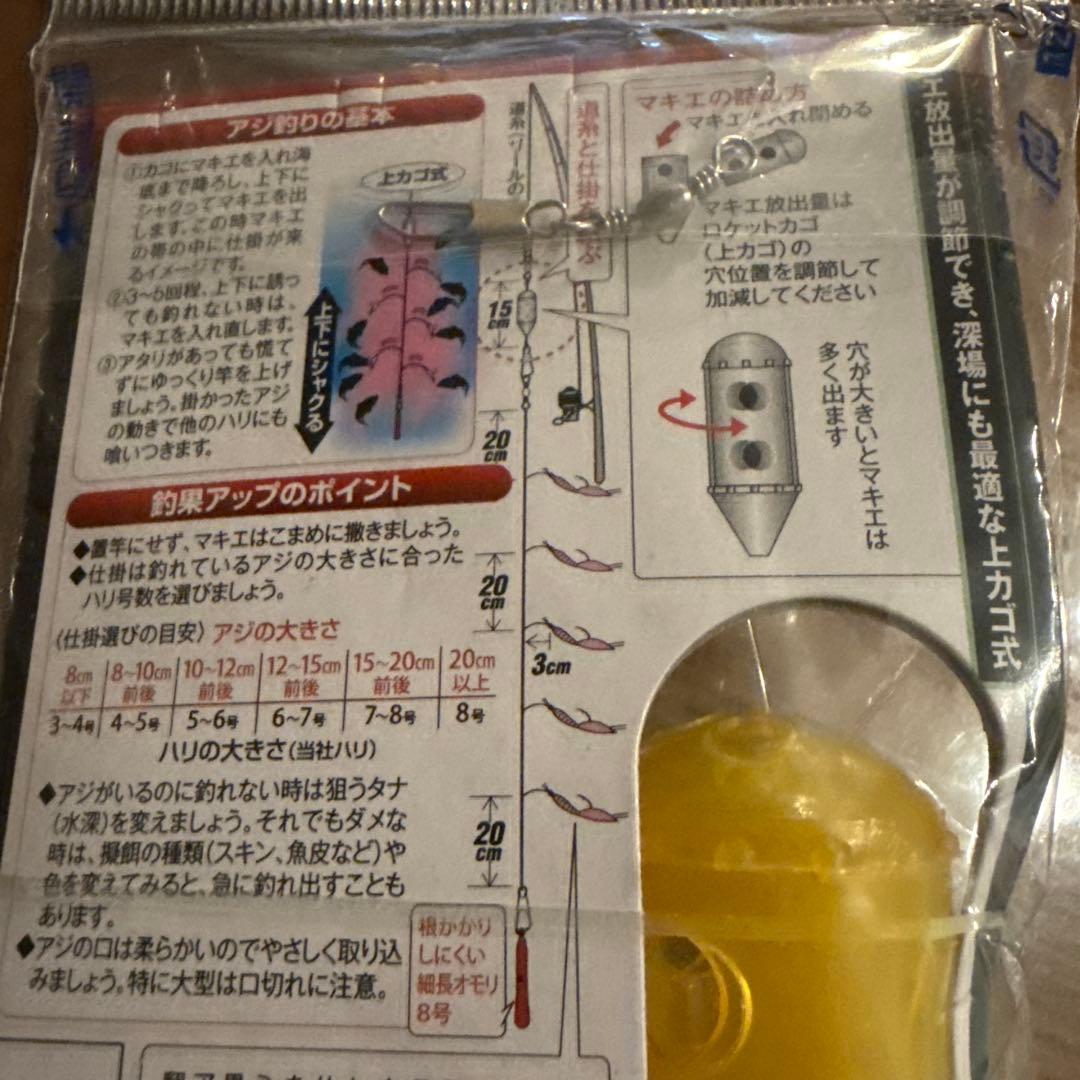 アジ釣りの基本
①カゴにマキエを入れ海
底まで降ろし、上下に
シャクってマキエを出
します。この時マキエ
の帯の中に仕掛が来
るイメージです。
②3~5回程、上下に誘っ
ても釣れない時は、
マキエを入れ直します。
③アタリがあっても慌て
ずにゆっくり竿を上げ
ましょう。掛かったアジ
の動きで他のハリにも
喰いつきます。
上カゴ式
上下にシャクる
釣果アップのポイント
◆置竿にせず、マキエはこまめに撒きましょう。
◆仕掛は釣れているアジの大きさに合った
ハリ号数を選びましょう。
(仕掛選びの目安) アジの大きさ
8cm以下 8~10cm前後 10~12cm前後 12~15cm前後 15~20cm前後 20cm以上
3~4号 4~5号 5~6号 6~7号 7~8号 8号
ハリの大きさ(当社ハリ)
◆アジがいるのに釣れない時は狙うタナ
(水深)を変えましょう。それでもダメな
時は、擬餌の種類(スキン、魚皮など)や
色を変えてみると、急に釣れ出すことも
あります。
◆アジの口は柔らかいのでやさしく取り込
みましょう。特に大型は口切れに注意。
道糸(リールの
道糸と仕掛
ぶ
15cm
20cm
20cm
3cm
20cm
根かかり
しにくい
細長オモリ
8号
マキエの詰め方
マキエを入れ閉める
マキエ放出量は
ロケットカゴ
(上カゴ)の
穴位置を調節して
加減してください
穴が大きいとマキエは
多く出ます
エ放出量が調節でき、深場にも最適な上カゴ式